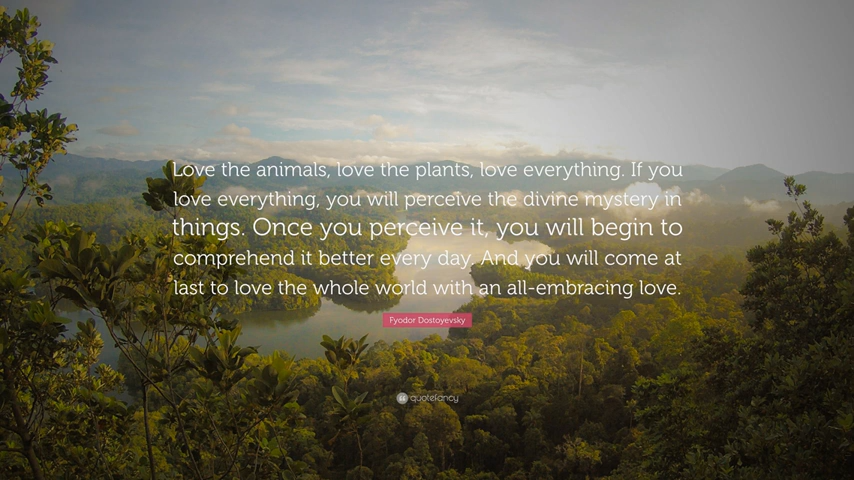 Love the animals, love the plants, love everything. If you
love everything, you will perceive the divine mystery in
things. Once you perceive it, you will begin to
comprehend it better every day. And you will come at
last to love the whole world with an all-embracing love.
Fyodor Dostoyevsky
quotefancy